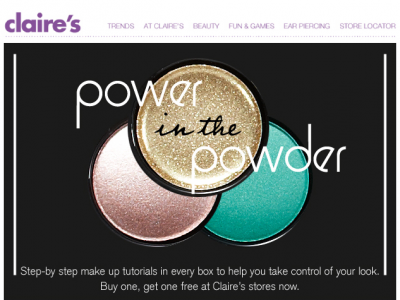 claire's
TRENDS AT CLAIRE'S BEAUTY FUN & GAMES EAR PIERCING STORE LOCATOR
power
in the
powder
Step-by step make up tutorials in every box to help you take control of your look.
Buy one, get one free at Claire's stores now.